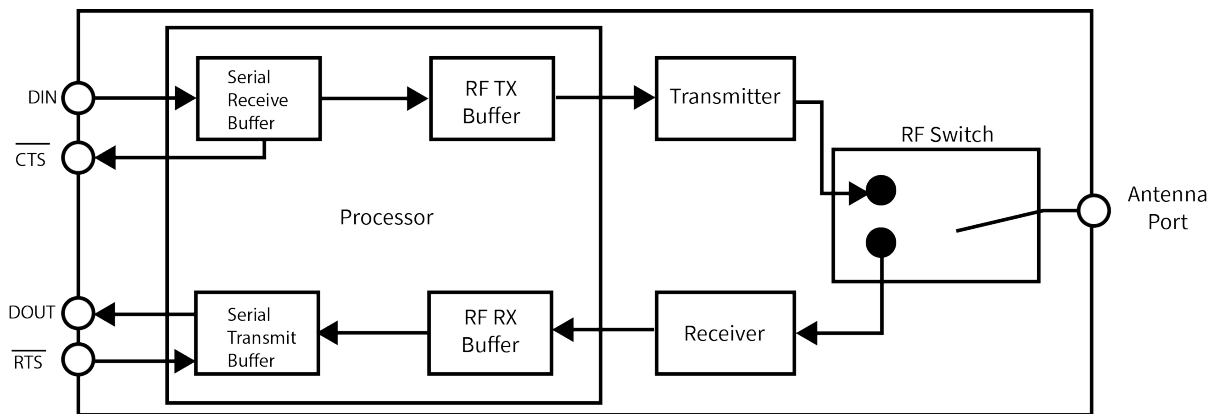 DIN
CTS
Serial
Receive
Buffer
RF TX
Buffer
Transmitter
RF Switch
Antenna
Port
Processor
DOUT
RTS
Serial
Transmit
Buffer
RF RX
Buffer
Receiver